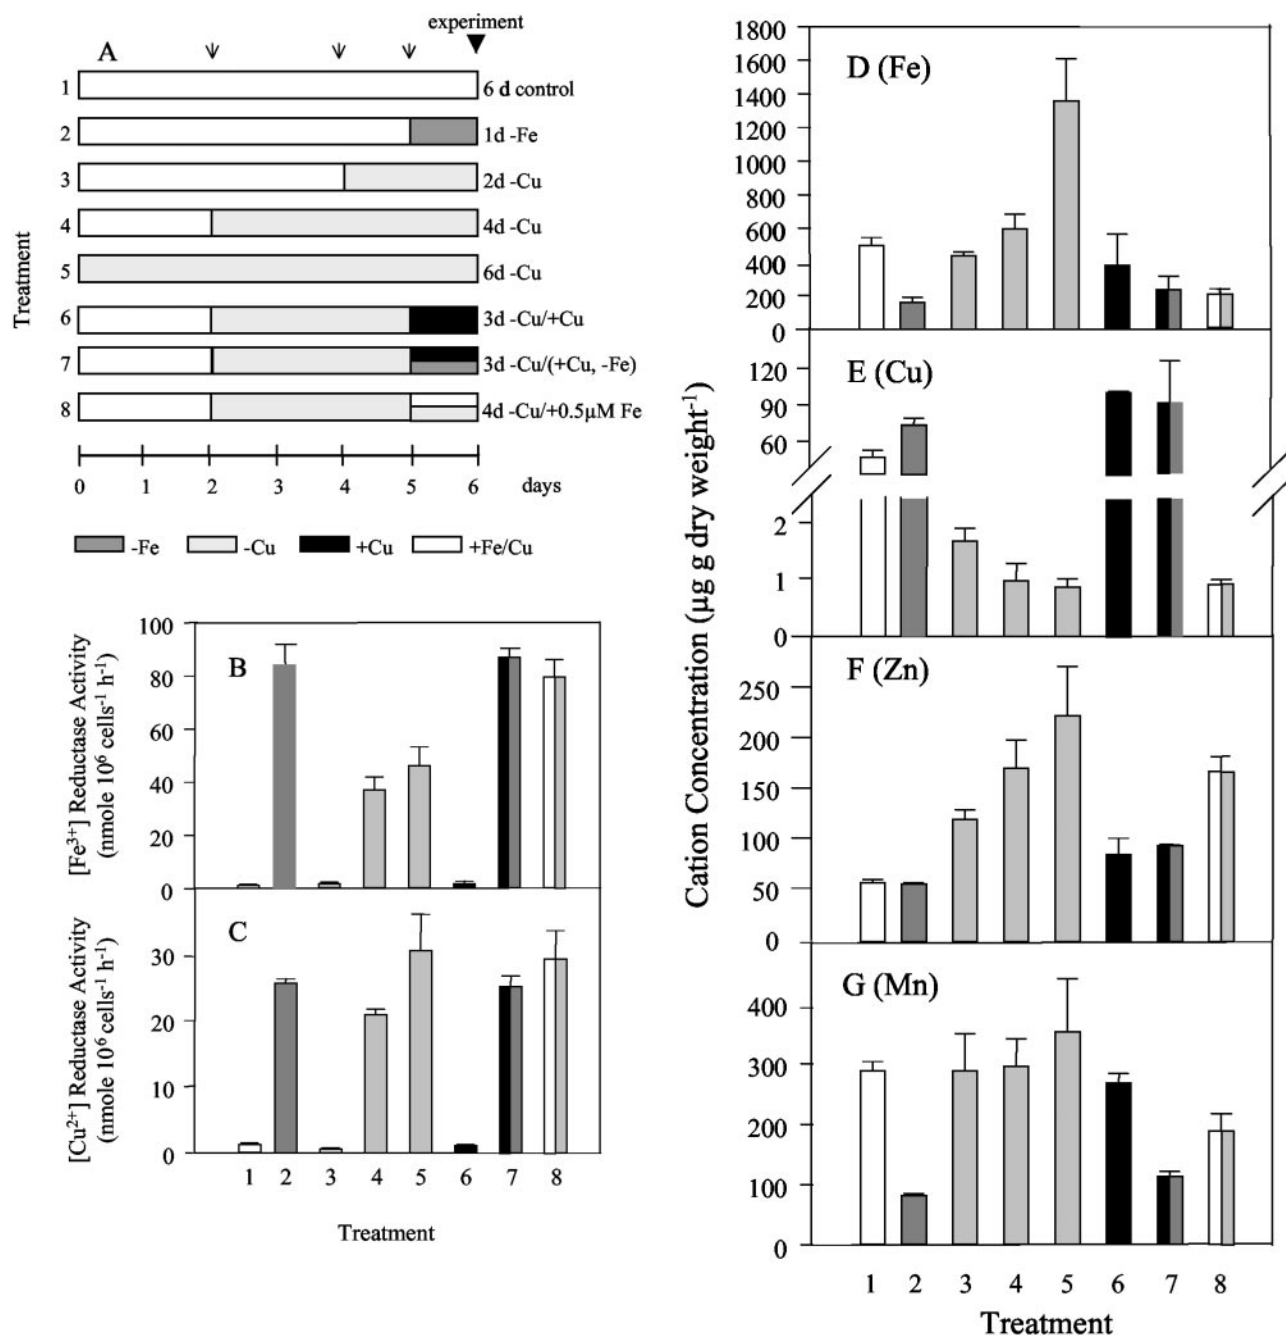 experiment
A
1 6 d control
2 1d -Fe
3 2d -Cu
4 4d -Cu
5 6d -Cu
6 3d -Cu/+Cu
7 3d -Cu/(+Cu, -Fe)
8 4d -Cu/+0.5µM Fe
Treatment
0 1 2 3 4 5 6 days
-Fe -Cu +Cu +Fe/Cu
B
[Fe³⁺] Reductase Activity
(nmole 10⁶ cells⁻¹ h⁻¹)
100
80
60
40
20
0
C
[Cu²⁺] Reductase Activity
(nmole 10⁶ cells⁻¹ h⁻¹)
30
20
10
0
1 2 3 4 5 6 7 8
Treatment
Cation Concentration (µg g dry weight⁻¹)
D (Fe)
1800
1600
1400
1200
1000
800
600
400
200
0
E (Cu)
120
90
60
2
1
0
F (Zn)
250
200
150
100
50
0
G (Mn)
400
300
200
100
0
1 2 3 4 5 6 7 8
Treatment